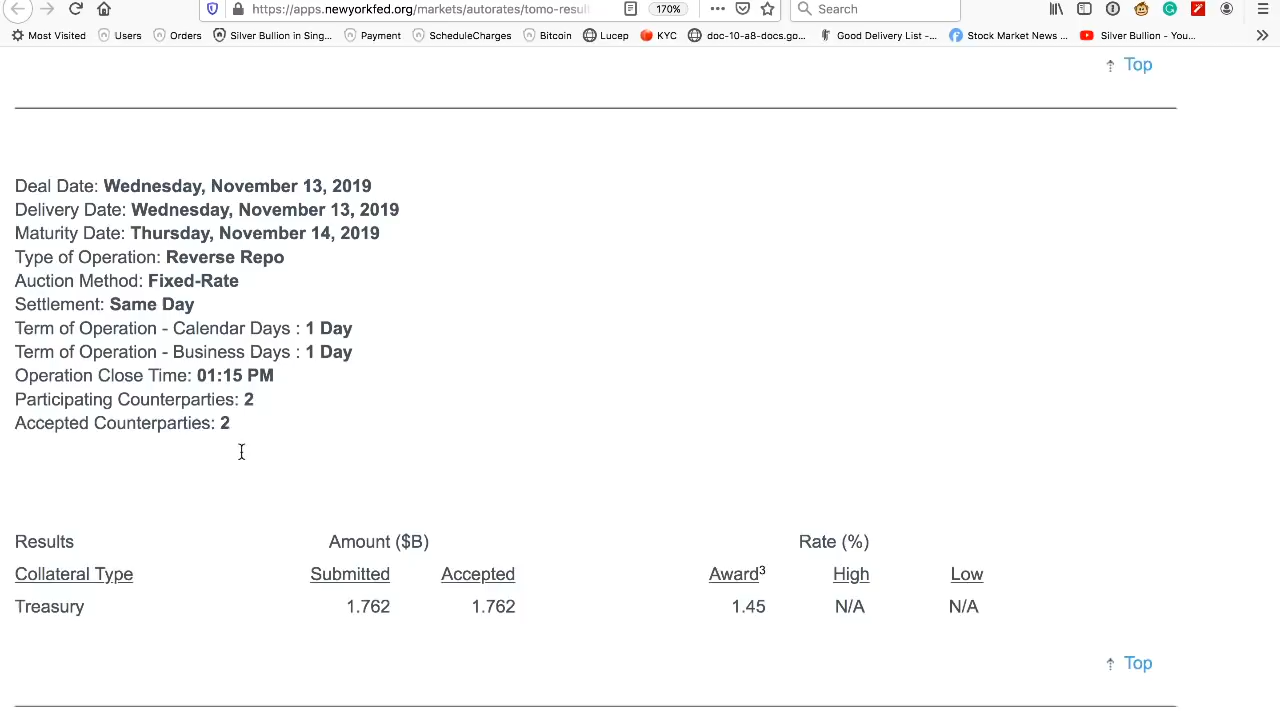 https://apps.newyorkfed.org/markets/autorates/tomo-resul
170%
Search
Most Visited Users Orders Silver Bullion in Sing... Payment ScheduleCharges Bitcoin Lucep KYC doc-10-a8-docs.go... Good Delivery List -... Stock Market News ... Silver Bullion - You...
Top
Deal Date: Wednesday, November 13, 2019
Delivery Date: Wednesday, November 13, 2019
Maturity Date: Thursday, November 14, 2019
Type of Operation: Reverse Repo
Auction Method: Fixed-Rate
Settlement: Same Day
Term of Operation - Calendar Days : 1 Day
Term of Operation - Business Days : 1 Day
Operation Close Time: 01:15 PM
Participating Counterparties: 2
Accepted Counterparties: 2
Results Amount ($B) Rate (%)
Collateral Type Submitted Accepted Award3 High Low
Treasury 1.762 1.762 1.45 N/A N/A
Top